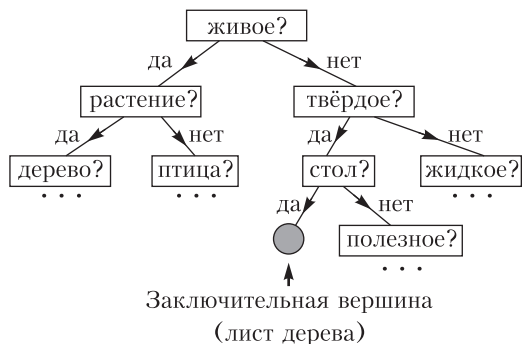 живое?
да нет
растение? твёрдое?
да нет да нет
дерево? птица? стол? жидкое?
... ... ...
да нет
полезное?
...
Заключительная вершина
(лист дерева)